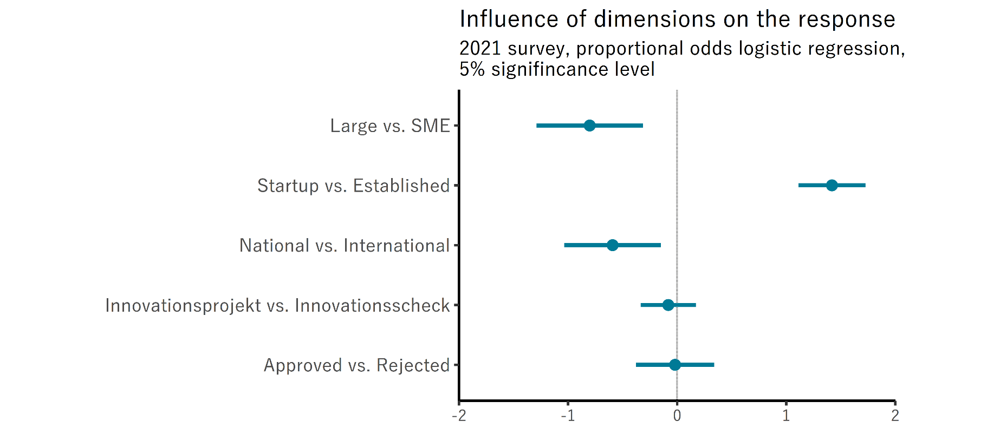 Influence of dimensions on the response
2021 survey, proportional odds logistic regression,
5% signifincance level
Large vs. SME
Startup vs. Established
National vs. International
Innovationsprojekt vs. Innovationsscheck
Approved vs. Rejected
-2
-1
0
1
2